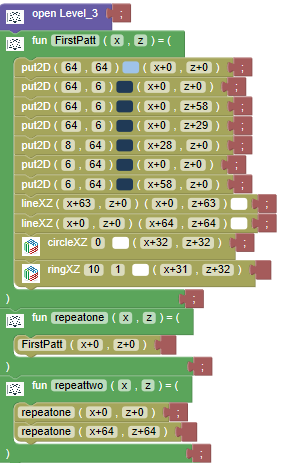 open Level_3 ;
fun FirstPatt ( x , z ) = (
put2D ( 64 , 64 ) ( x+0 , z+0 ) ;
put2D ( 64 , 6 ) ( x+0 , z+0 ) ;
put2D ( 64 , 6 ) ( x+0 , z+58 ) ;
put2D ( 64 , 6 ) ( x+0 , z+29 ) ;
put2D ( 8 , 64 ) ( x+28 , z+0 ) ;
put2D ( 6 , 64 ) ( x+0 , z+0 ) ;
put2D ( 6 , 64 ) ( x+58 , z+0 ) ;
lineXZ ( x+63 , z+0 ) ( x+0 , z+63 ) ;
lineXZ ( x+0 , z+0 ) ( x+64 , z+64 ) ;
circleXZ 0 ( x+32 , z+32 ) ;
ringXZ 10 1 ( x+31 , z+32 ) ;
) ;
fun repeatone ( x , z ) = (
FirstPatt ( x+0 , z+0 ) ;
) ;
fun repeattwo ( x , z ) = (
repeatone ( x+0 , z+0 ) ;
repeatone ( x+64 , z+64 ) ;
) ;